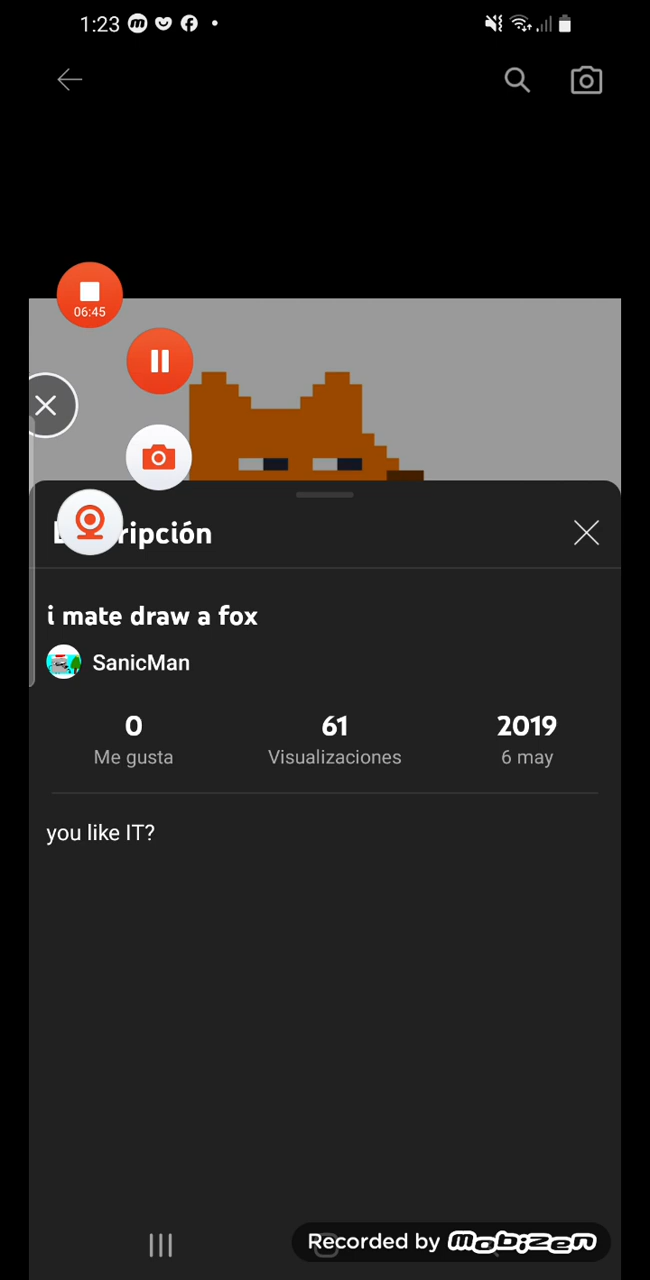 1:23
06:45
ripción
i mate draw a fox
SanicMan
0
61
2019
Me gusta
Visualizaciones
6 may
you like IT?
Recorded by mobizen